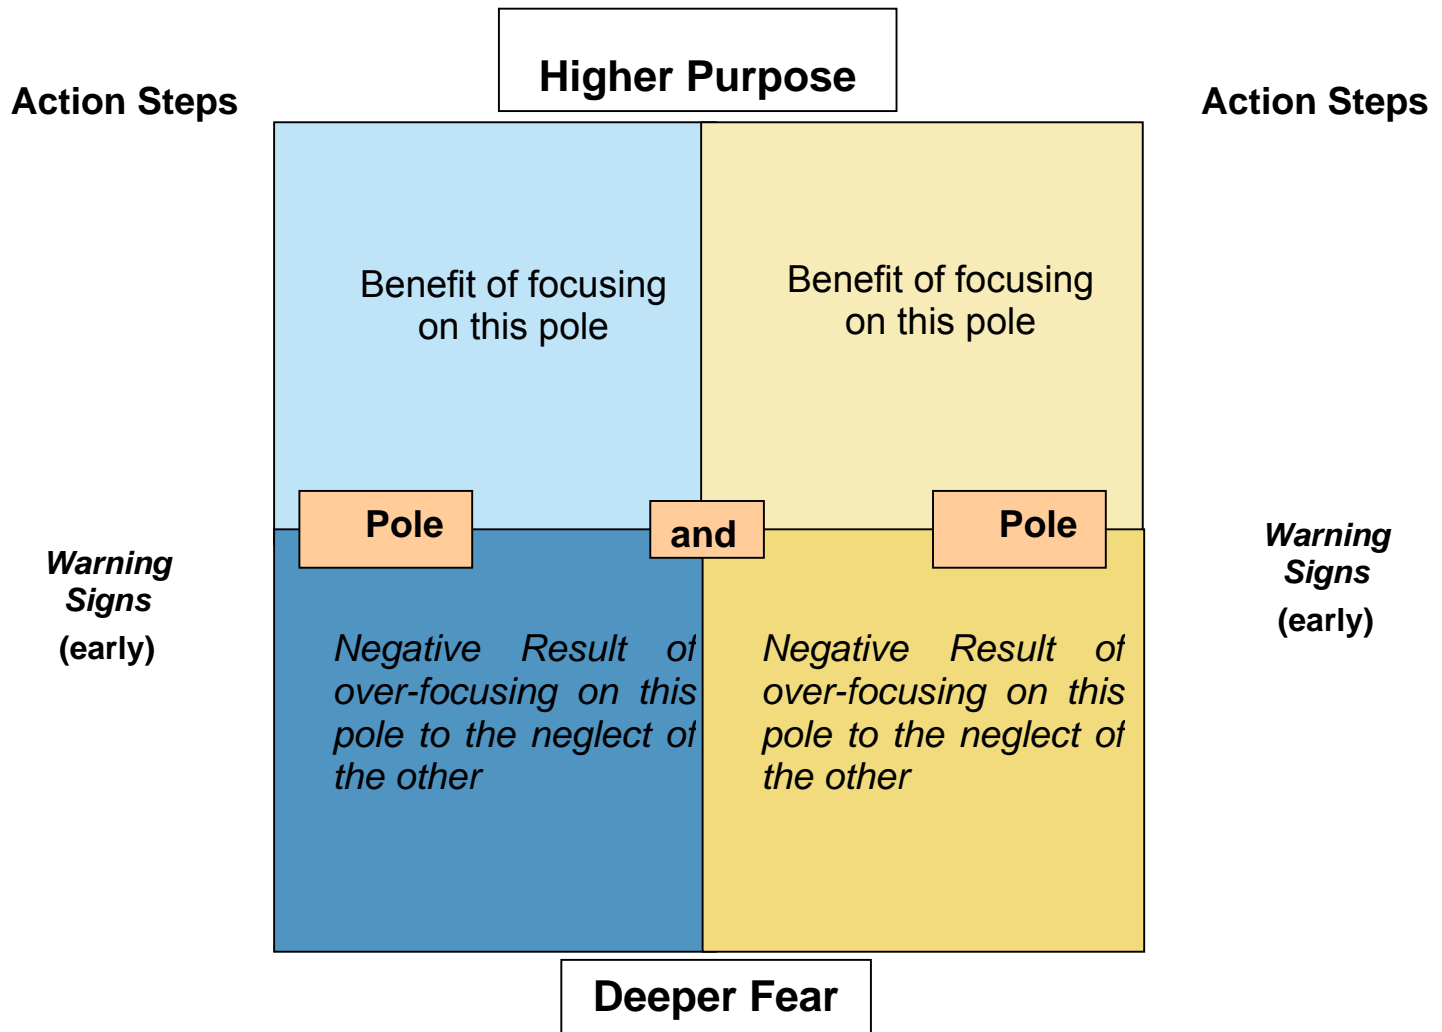 Higher Purpose
Action Steps
Action Steps
Benefit of focusing
on this pole
Benefit of focusing
on this pole
Pole
and
Pole
Warning
Signs
(early)
Warning
Signs
(early)
Negative Result of
over-focusing on this
pole to the neglect of
the other
Negative Result of
over-focusing on this
pole to the neglect of
the other
Deeper Fear